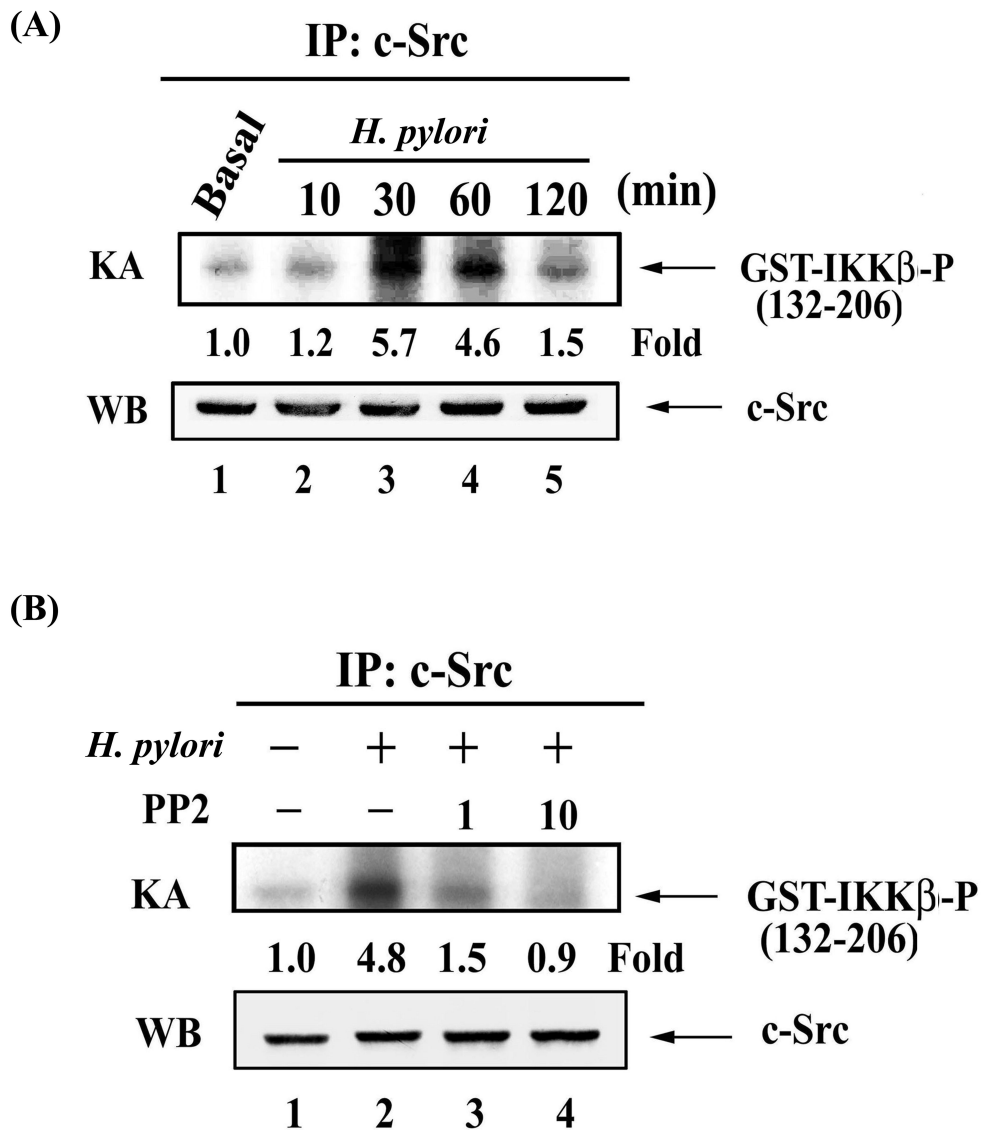 (A)
IP: c-Src
Basal
H. pylori
10 30 60 120 (min)
KA
GST-IKKβ-P
(132-206)
1.0 1.2 5.7 4.6 1.5 Fold
WB
c-Src
1 2 3 4 5
(B)
IP: c-Src
H. pylori − + + +
PP2 − − 1 10
KA
GST-IKKβ-P
(132-206)
1.0 4.8 1.5 0.9 Fold
WB
c-Src
1 2 3 4